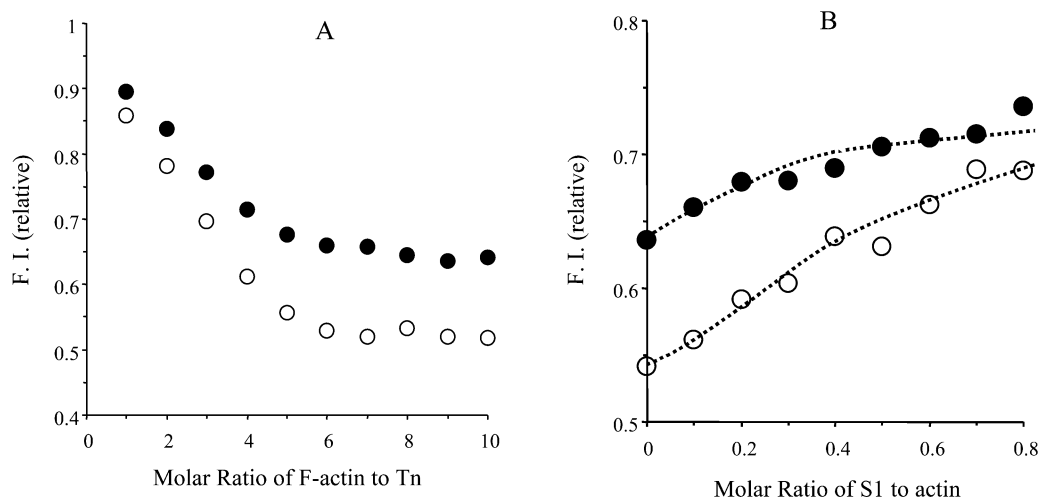 A
1
0.9
0.8
0.7
0.6
0.5
0.4
F. I. (relative)
0 2 4 6 8 10
Molar Ratio of F-actin to Tn
B
0.8
0.7
0.6
0.5
F. I. (relative)
0 0.2 0.4 0.6 0.8
Molar Ratio of S1 to actin